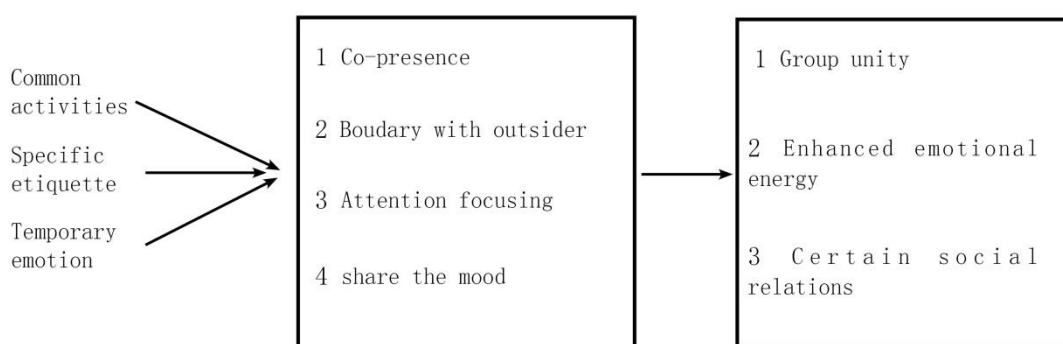 Common
activities
Specific
etiquette
Temporary
emotion
1 Co-presence
2 Boudary with outsider
3 Attention focusing
4 share the mood
1 Group unity
2 Enhanced emotional
energy
3 Certain social
relations